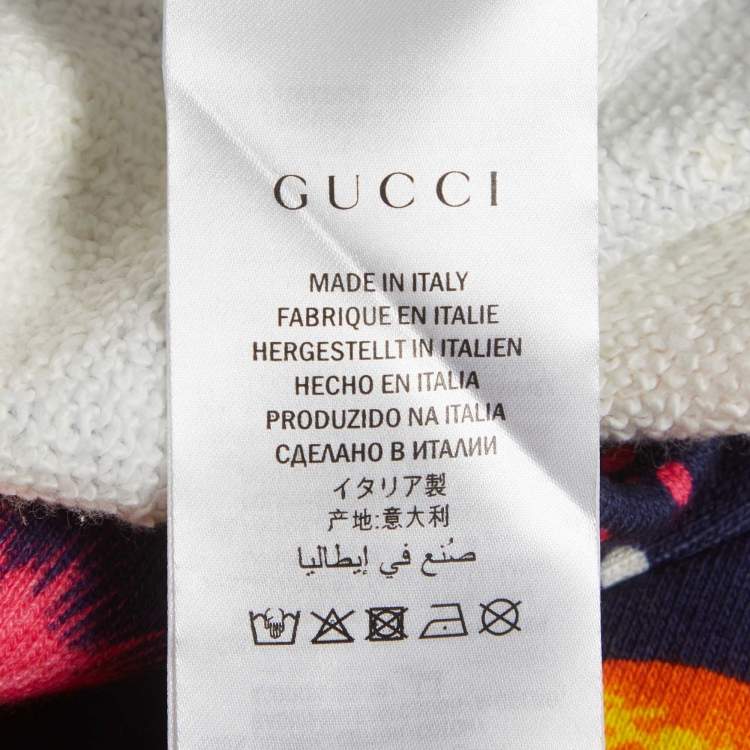 GUCCI
MADE IN ITALY
FABRIQUE EN ITALIE
HERGESTELLT IN ITALIEN
HECHO EN ITALIA
PRODUZIDO NA ITALIA
СДЕЛАНО В ИТАЛИИ
イタリア製
产地:意大利
صُنع في إيطاليا